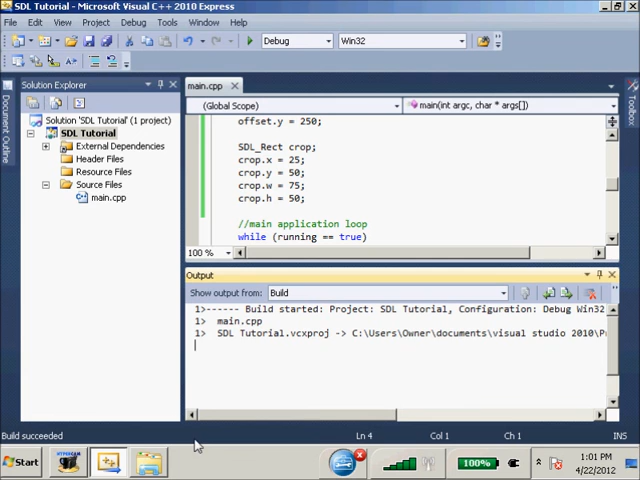 SDL Tutorial - Microsoft Visual C++ 2010 Express
File Edit View Project Debug Tools Window Help
Debug Win32
Solution Explorer
main.cpp
(Global Scope) main(int argc, char * args[])
Solution 'SDL Tutorial' (1 project)
SDL Tutorial
External Dependencies
Header Files
Resource Files
Source Files
main.cpp
Document Outline
Toolbox
offset.y = 250;
SDL_Rect crop;
crop.x = 25;
crop.y = 50;
crop.w = 75;
crop.h = 50;
//main application loop
while (running == true)
100 %
Output
Show output from: Build
1>------ Build started: Project: SDL Tutorial, Configuration: Debug Win32
1> main.cpp
1> SDL Tutorial.vcxproj -> C:\Users\Owner\documents\visual studio 2010\P
Build succeeded Ln 4 Col 1 Ch 1 INS
Start
HYPERCAM
100%
1:01 PM
4/22/2012